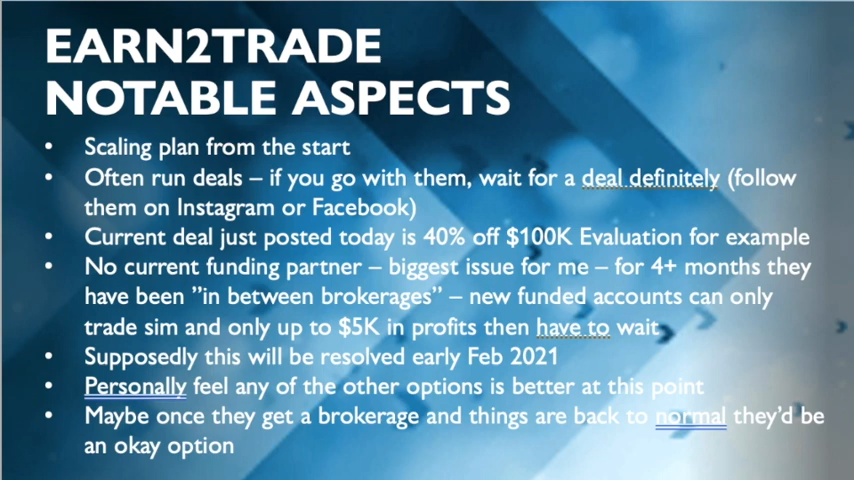 EARN2TRADE
NOTABLE ASPECTS
• Scaling plan from the start
• Often run deals – if you go with them, wait for a deal definitely (follow
them on Instagram or Facebook)
• Current deal just posted today is 40% off $100K Evaluation for example
• No current funding partner – biggest issue for me – for 4+ months they
have been ”in between brokerages” – new funded accounts can only
trade sim and only up to $5K in profits then have to wait
• Supposedly this will be resolved early Feb 2021
• Personally feel any of the other options is better at this point
• Maybe once they get a brokerage and things are back to normal they’d be
an okay option